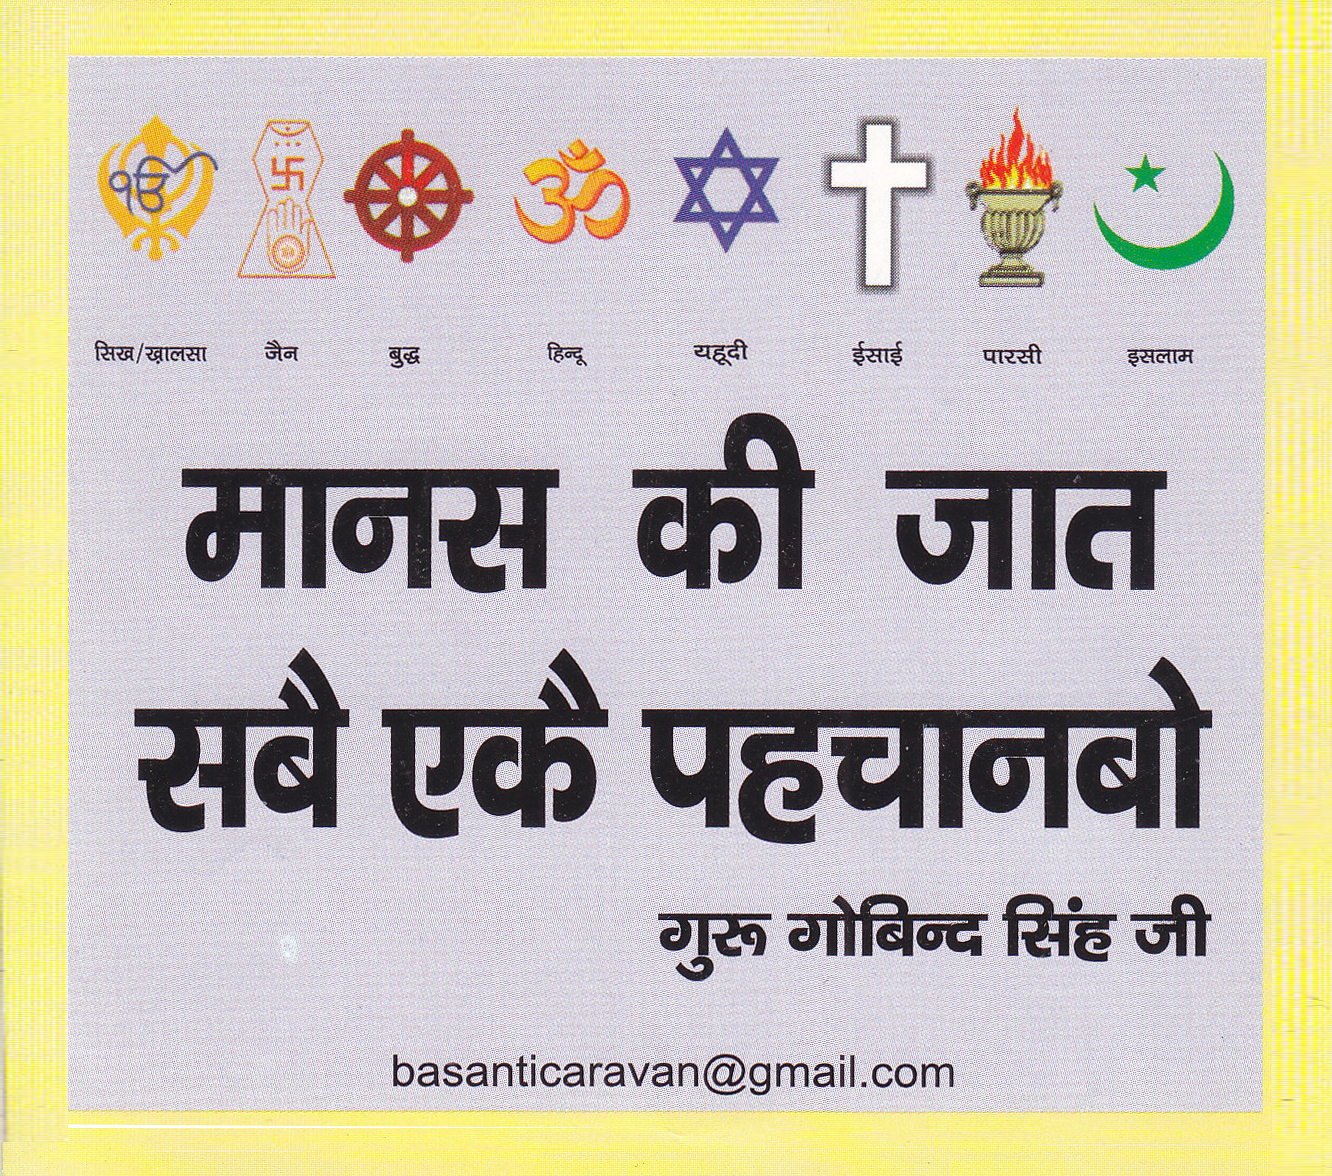 सिख/खालसा जैन बुद्ध हिन्दू यहूदी ईसाई पारसी इसलाम
मानस की जात
सबै एकै पहचानबो
गुरू गोबिन्द सिंह जी
basanticaravan@gmail.com